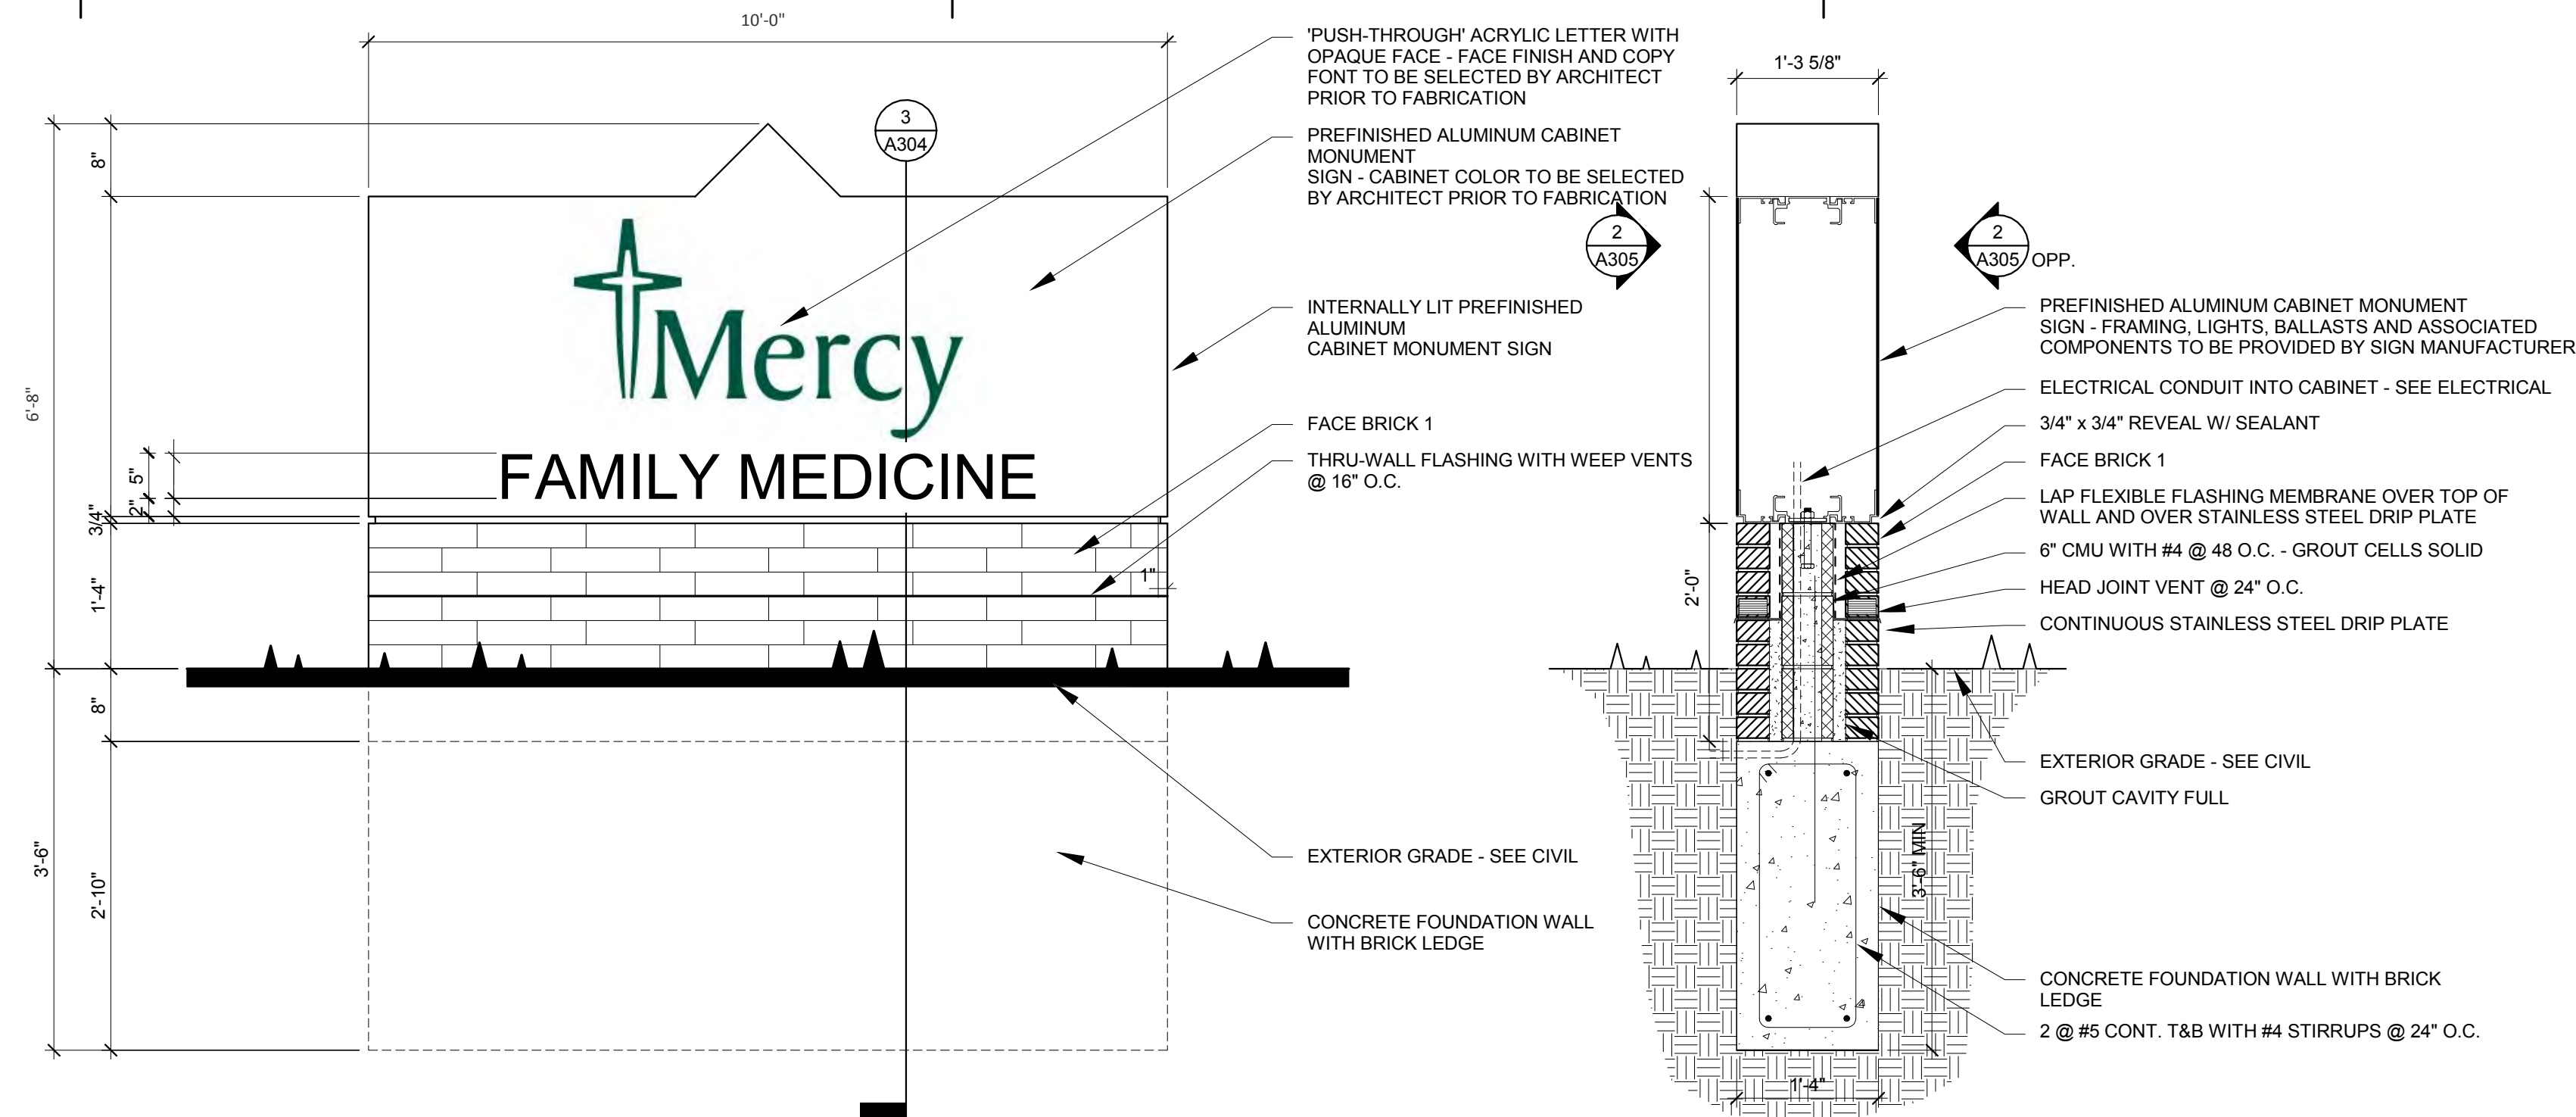 10'-0"
'PUSH-THROUGH' ACRYLIC LETTER WITH
OPAQUE FACE - FACE FINISH AND COPY
FONT TO BE SELECTED BY ARCHITECT
PRIOR TO FABRICATION
3
A304
PREFINISHED ALUMINUM CABINET
MONUMENT
SIGN - CABINET COLOR TO BE SELECTED
BY ARCHITECT PRIOR TO FABRICATION
INTERNALLY LIT PREFINISHED
ALUMINUM
CABINET MONUMENT SIGN
FACE BRICK 1
THRU-WALL FLASHING WITH WEEP VENTS
@ 16" O.C.
EXTERIOR GRADE - SEE CIVIL
CONCRETE FOUNDATION WALL
WITH BRICK LEDGE
Mercy
FAMILY MEDICINE
8"
6'-8"
5"
2"
3/4"
1'-4"
1"
8"
3'-6"
2'-10"
1'-3 5/8"
2
A305
2
A305
OPP.
PREFINISHED ALUMINUM CABINET MONUMENT
SIGN - FRAMING, LIGHTS, BALLASTS AND ASSOCIATED
COMPONENTS TO BE PROVIDED BY SIGN MANUFACTURER
ELECTRICAL CONDUIT INTO CABINET - SEE ELECTRICAL
3/4" x 3/4" REVEAL W/ SEALANT
FACE BRICK 1
LAP FLEXIBLE FLASHING MEMBRANE OVER TOP OF
WALL AND OVER STAINLESS STEEL DRIP PLATE
6" CMU WITH #4 @ 48 O.C. - GROUT CELLS SOLID
HEAD JOINT VENT @ 24" O.C.
CONTINUOUS STAINLESS STEEL DRIP PLATE
2'-0"
EXTERIOR GRADE - SEE CIVIL
GROUT CAVITY FULL
3'-6" MIN
CONCRETE FOUNDATION WALL WITH BRICK
LEDGE
2 @ #5 CONT. T&B WITH #4 STIRRUPS @ 24" O.C.
1'-4"